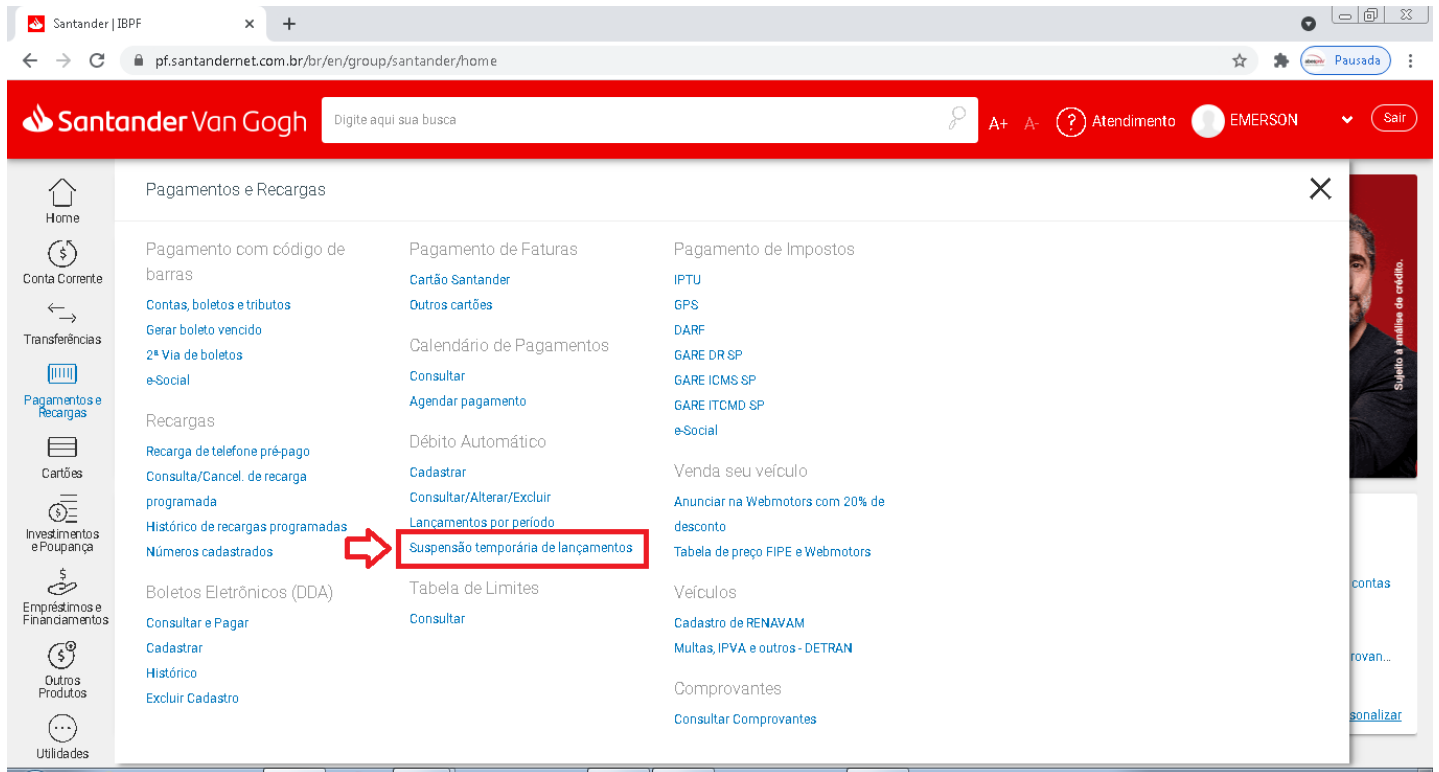 Santander | IBPF
pf.santandernet.com.br/br/en/group/santander/home
Pausada
Santander Van Gogh
Digite aqui sua busca
A+ A-
? Atendimento
EMERSON
Sair
Home
Conta Corrente
Transferências
Pagamentos e
Recargas
Cartões
Investimentos
e Poupança
Empréstimos e
Financiamentos
Outros
Produtos
Utilidades
Pagamentos e Recargas
Pagamento com código de
barras
Contas, boletos e tributos
Gerar boleto vencido
2ª Via de boletos
e-Social
Recargas
Recarga de telefone pré-pago
Consulta/Cancel. de recarga
programada
Histórico de recargas programadas
Números cadastrados
Boletos Eletrônicos (DDA)
Consultar e Pagar
Cadastrar
Histórico
Excluir Cadastro
Pagamento de Faturas
Cartão Santander
Outros cartões
Calendário de Pagamentos
Consultar
Agendar pagamento
Débito Automático
Cadastrar
Consultar/Alterar/Excluir
Lançamentos por período
Suspensão temporária de lançamentos
Tabela de Limites
Consultar
Pagamento de Impostos
IPTU
GPS
DARF
GARE DR SP
GARE ICMS SP
GARE ITCMD SP
e-Social
Venda seu veículo
Anunciar na Webmotors com 20% de
desconto
Tabela de preço FIPE e Webmotors
Veículos
Cadastro de RENAVAM
Multas, IPVA e outros - DETRAN
Comprovantes
Consultar Comprovantes
Sujeito à análise de crédito.
contas
rovan...
sonalizar